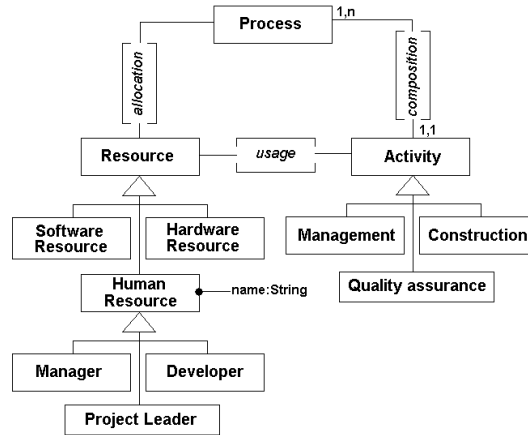 Process
1,n
allocation
composition
1,1
Resource
usage
Activity
Software
Resource
Hardware
Resource
Management
Construction
Human
Resource
name:String
Quality assurance
Manager
Developer
Project Leader